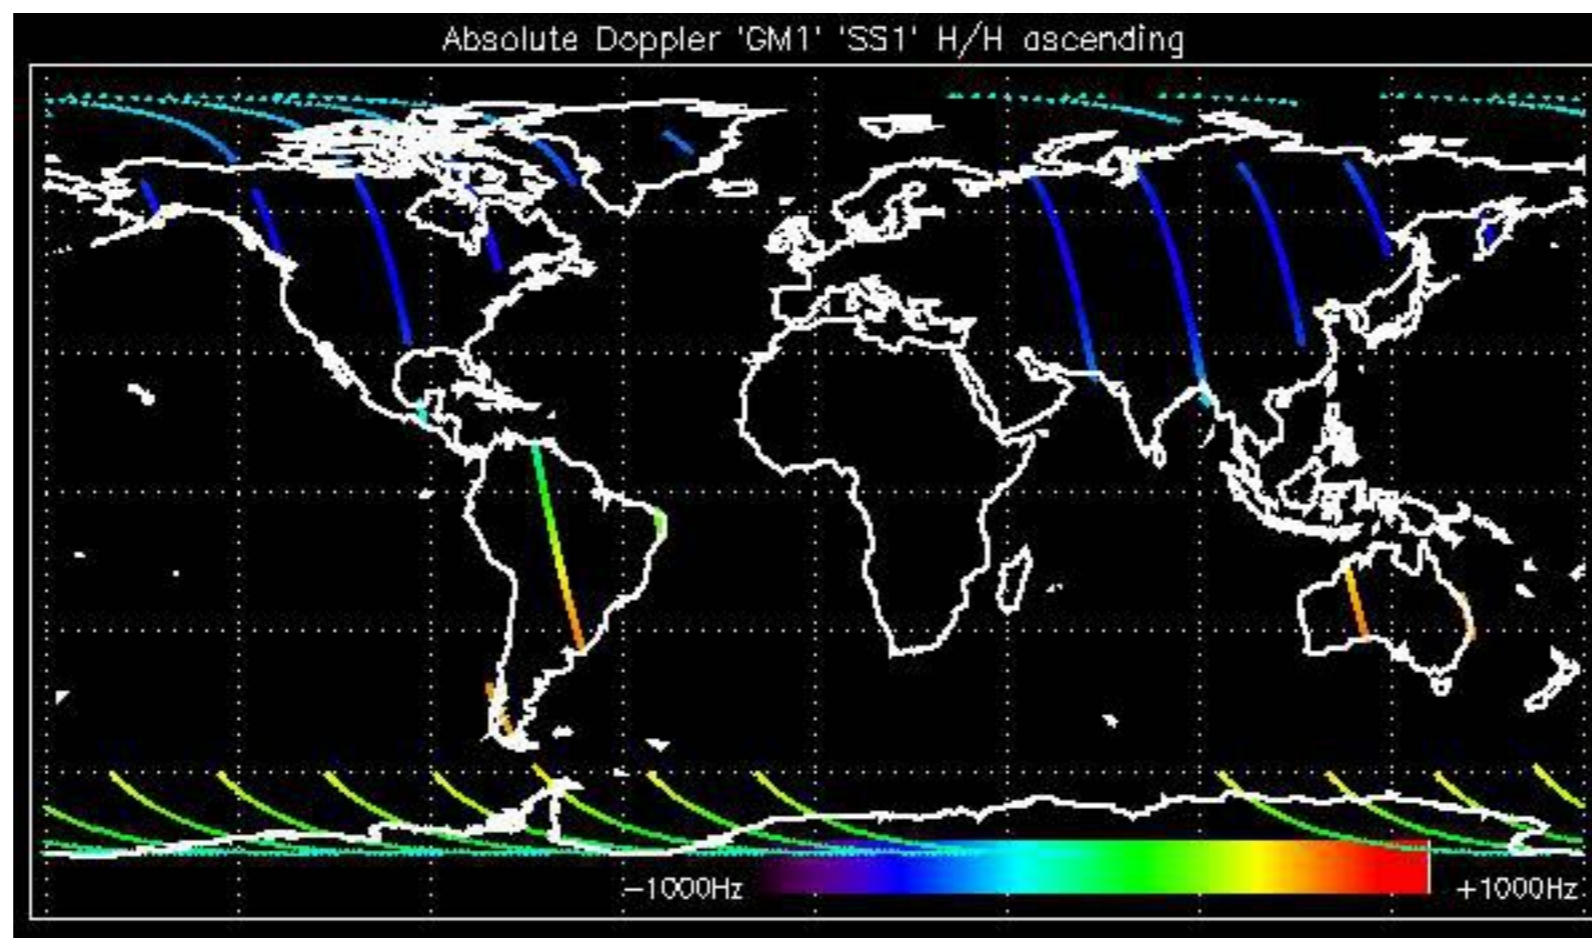 Absolute Doppler 'GM1' 'SS1' H/H ascending
−1000Hz
+1000Hz